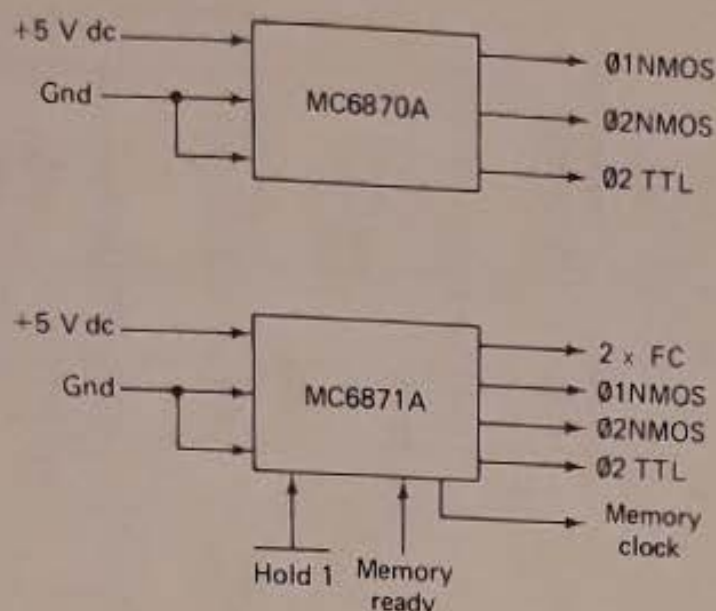 +5 V dc
Gnd
MC6870A
Ø1NMOS
Ø2NMOS
Ø2 TTL
+5 V dc
Gnd
MC6871A
2 x FC
Ø1NMOS
Ø2NMOS
Ø2 TTL
Memory
clock
Hold 1
Memory
ready